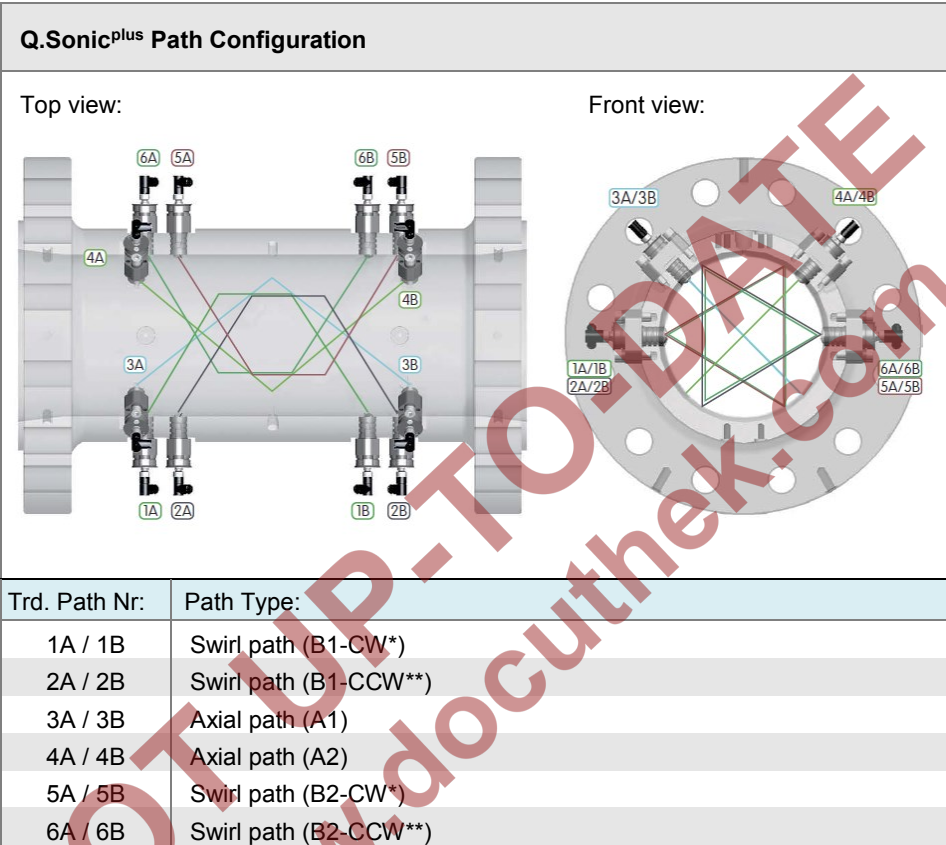 Q.Sonicplus Path Configuration
Top view:
Front view:
6A 5A 6B 5B
3A/3B 4A/4B
4A
4B
3A 3B
1A/1B 6A/6B
2A/2B 5A/5B
1A 2A 1B 2B
Trd. Path Nr: Path Type:
1A / 1B Swirl path (B1-CW*)
2A / 2B Swirl path (B1-CCW**)
3A / 3B Axial path (A1)
4A / 4B Axial path (A2)
5A / 5B Swirl path (B2-CW*)
6A / 6B Swirl path (B2-CCW**)
OT UP-TO-DATE
w.docuthek.com